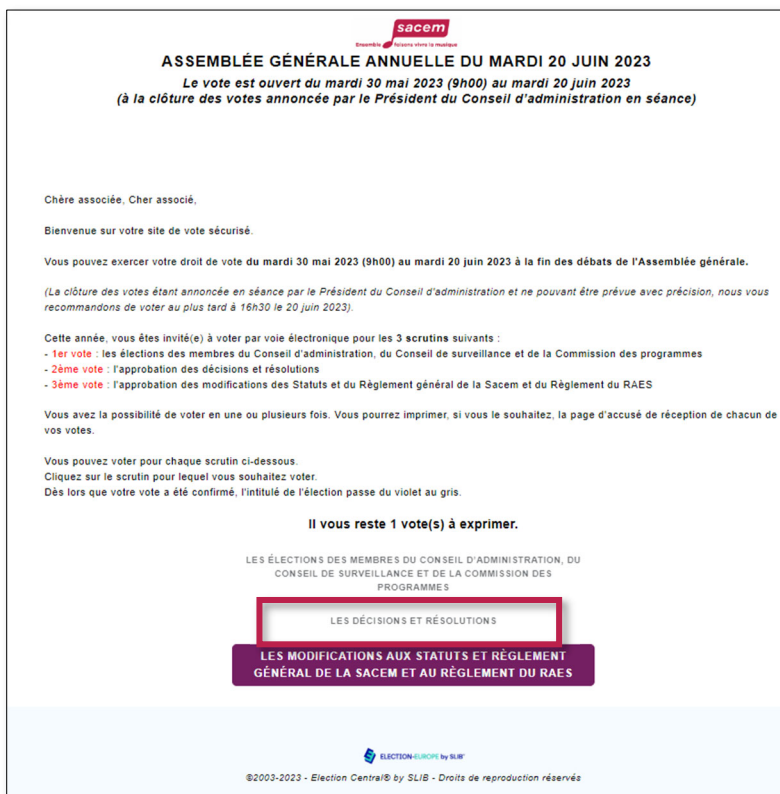 sacem
Ensemble faisons vivre la musique
ASSEMBLÉE GÉNÉRALE ANNUELLE DU MARDI 20 JUIN 2023
Le vote est ouvert du mardi 30 mai 2023 (9h00) au mardi 20 juin 2023
(à la clôture des votes annoncée par le Président du Conseil d'administration en séance)
Chère associée, Cher associé,
Bienvenue sur votre site de vote sécurisé.
Vous pouvez exercer votre droit de vote du mardi 30 mai 2023 (9h00) au mardi 20 juin 2023 à la fin des débats de l'Assemblée générale.
(La clôture des votes étant annoncée en séance par le Président du Conseil d'administration et ne pouvant être prévue avec précision, nous vous
recommandons de voter au plus tard à 16h30 le 20 juin 2023).
Cette année, vous êtes invité(e) à voter par voie électronique pour les 3 scrutins suivants :
- 1er vote : les élections des membres du Conseil d'administration, du Conseil de surveillance et de la Commission des programmes
- 2ème vote : l'approbation des décisions et résolutions
- 3ème vote : l'approbation des modifications des Statuts et du Règlement général de la Sacem et du Règlement du RAES
Vous avez la possibilité de voter en une ou plusieurs fois. Vous pourrez imprimer, si vous le souhaitez, la page d'accusé de réception de chacun de
vos votes.
Vous pouvez voter pour chaque scrutin ci-dessous.
Cliquez sur le scrutin pour lequel vous souhaitez voter.
Dès lors que votre vote a été confirmé, l'intitulé de l'élection passe du violet au gris.
Il vous reste 1 vote(s) à exprimer.
LES ÉLECTIONS DES MEMBRES DU CONSEIL D'ADMINISTRATION, DU
CONSEIL DE SURVEILLANCE ET DE LA COMMISSION DES
PROGRAMMES
LES DÉCISIONS ET RÉSOLUTIONS
LES MODIFICATIONS AUX STATUTS ET RÈGLEMENT
GÉNÉRAL DE LA SACEM ET AU RÈGLEMENT DU RAES
ELECTION-EUROPE by SLIB
©2003-2023 - Election Central® by SLIB - Droits de reproduction réservés